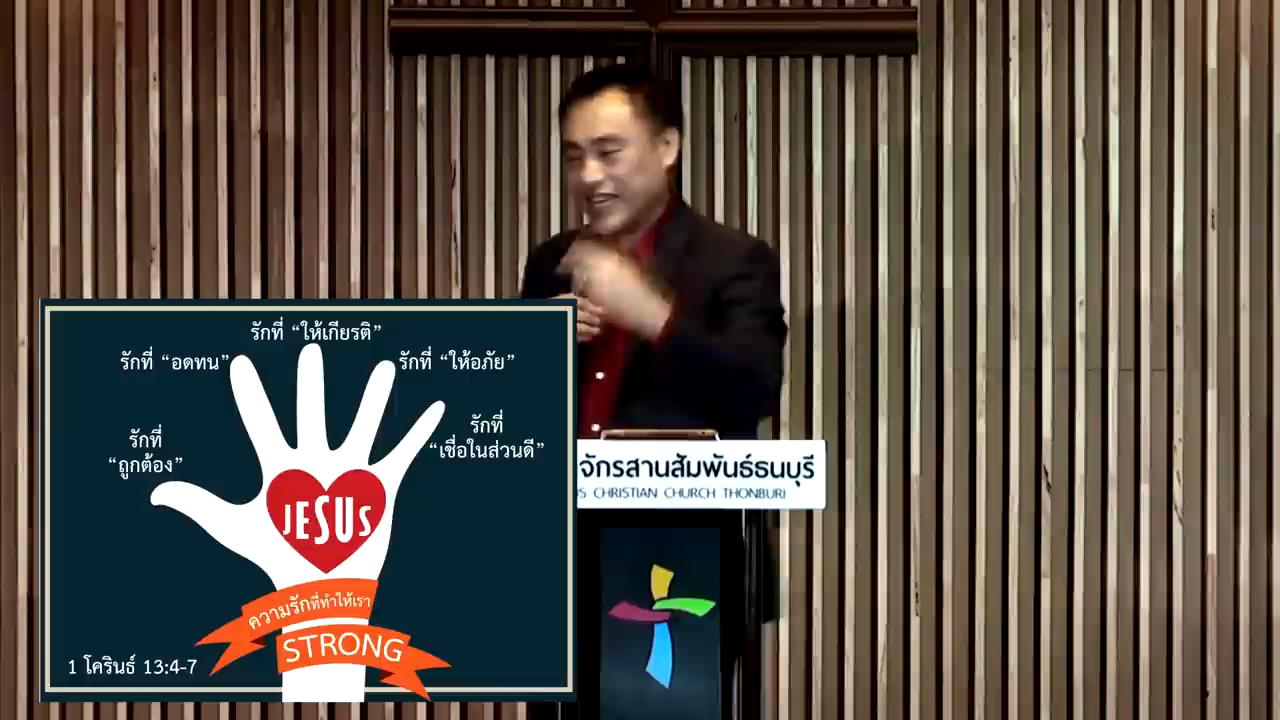 รักที่ “ให้เกียรติ”
รักที่ “อดทน”
รักที่ “ให้อภัย”
รักที่
“เชื่อในส่วนดี”
รักที่
“ถูกต้อง”
JESUS
ความรักที่ทำให้เรา
STRONG
1 โครินธ์ 13:4-7
จักรสานสัมพันธ์ธนบุรี
CHRISTIAN CHURCH THONBURI